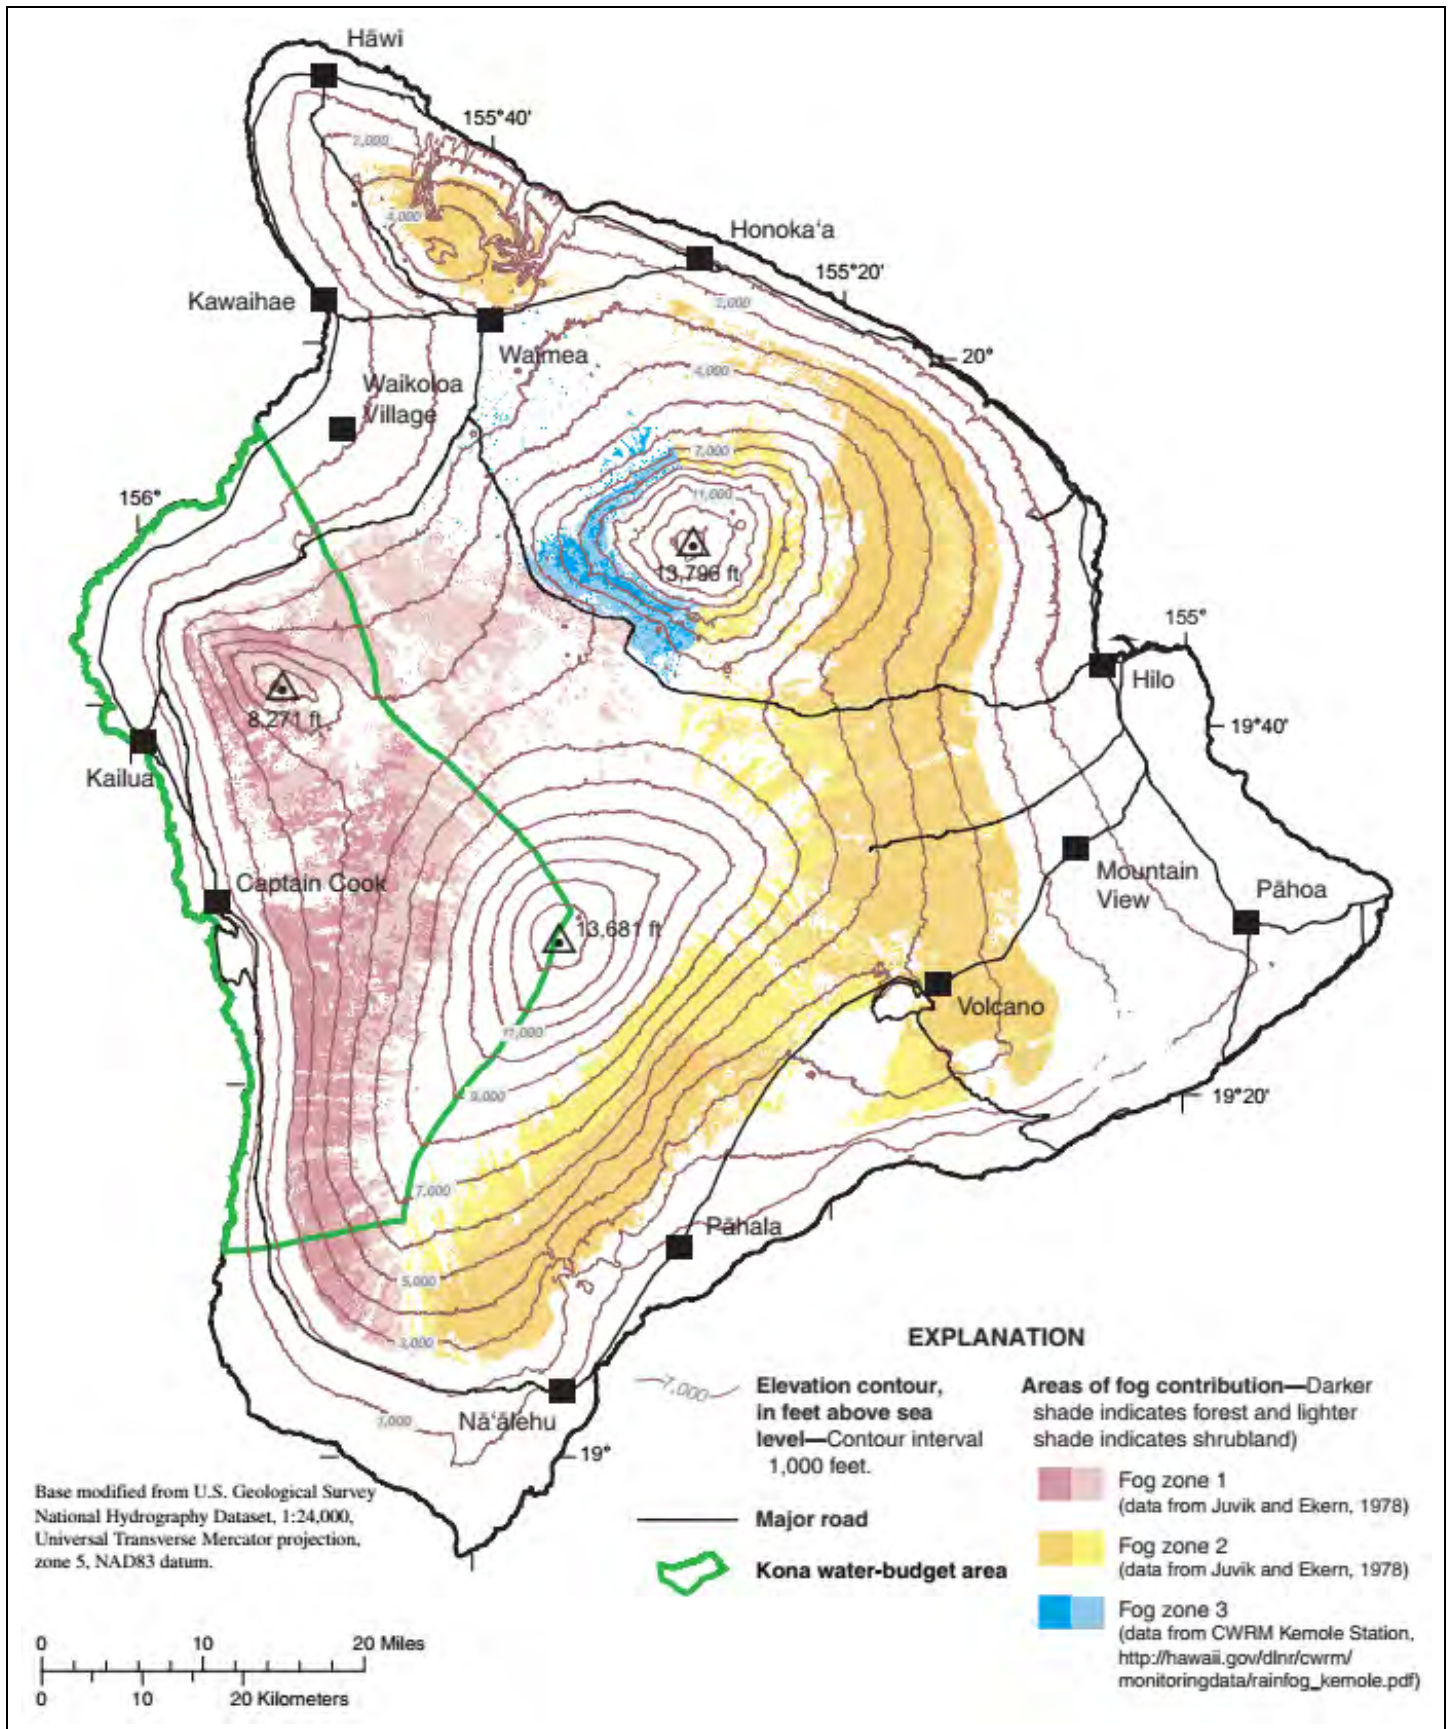 Hāwī
155°40'
2,000
4,000
Honoka‘a
155°20'
Kawaihae
2,000
20°
Waimea
Waikoloa
Village
4,000
7,000
156°
11,000
13,796 ft
155°
Hilo
8,271 ft
19°40'
Kailua
Captain Cook
Mountain
View
Pāhoa
13,681 ft
Volcano
11,000
9,000
19°20'
7,000
Pāhala
5,000
3,000
1,000
Nā‘ālehu
19°
EXPLANATION
7,000
Elevation contour,
in feet above sea
level—Contour interval
1,000 feet.
Major road
Kona water-budget area
Areas of fog contribution—Darker
shade indicates forest and lighter
shade indicates shrubland)
Fog zone 1
(data from Juvik and Ekern, 1978)
Fog zone 2
(data from Juvik and Ekern, 1978)
Fog zone 3
(data from CWRM Kemole Station,
http://hawaii.gov/dlnr/cwrm/
monitoringdata/rainfog_kemole.pdf)
Base modified from U.S. Geological Survey
National Hydrography Dataset, 1:24,000,
Universal Transverse Mercator projection,
zone 5, NAD83 datum.
0 10 20 Miles
0 10 20 Kilometers